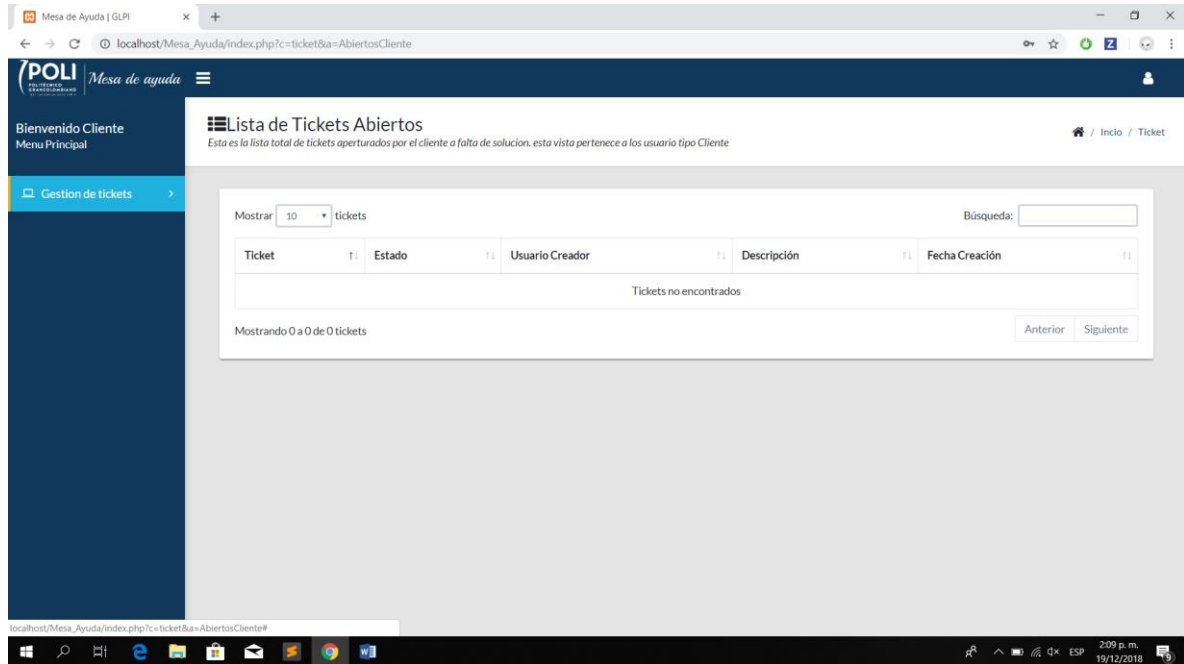 Mesa de Ayuda | GLPI
localhost/Mesa_Ayuda/index.php?c=ticket&a=AbiertosCliente
Z
POLI Mesa de ayuda
POLITÉCNICO
GRANCOLOMBIANO
Bienvenido Cliente
Menu Principal
Lista de Tickets Abiertos
Esta es la lista total de tickets aperturados por el cliente a falta de solucion. esta vista pertenece a los usuario tipo Cliente
/ Incio / Ticket
Gestion de tickets
Mostrar 10 tickets
Búsqueda:
Ticket Estado Usuario Creador Descripción Fecha Creación
Tickets no encontrados
Mostrando 0 a 0 de 0 tickets
Anterior Siguiente
localhost/Mesa_Ayuda/index.php?c=ticket&a=AbiertosCliente#
ESP
2:09 p. m.
19/12/2018
9